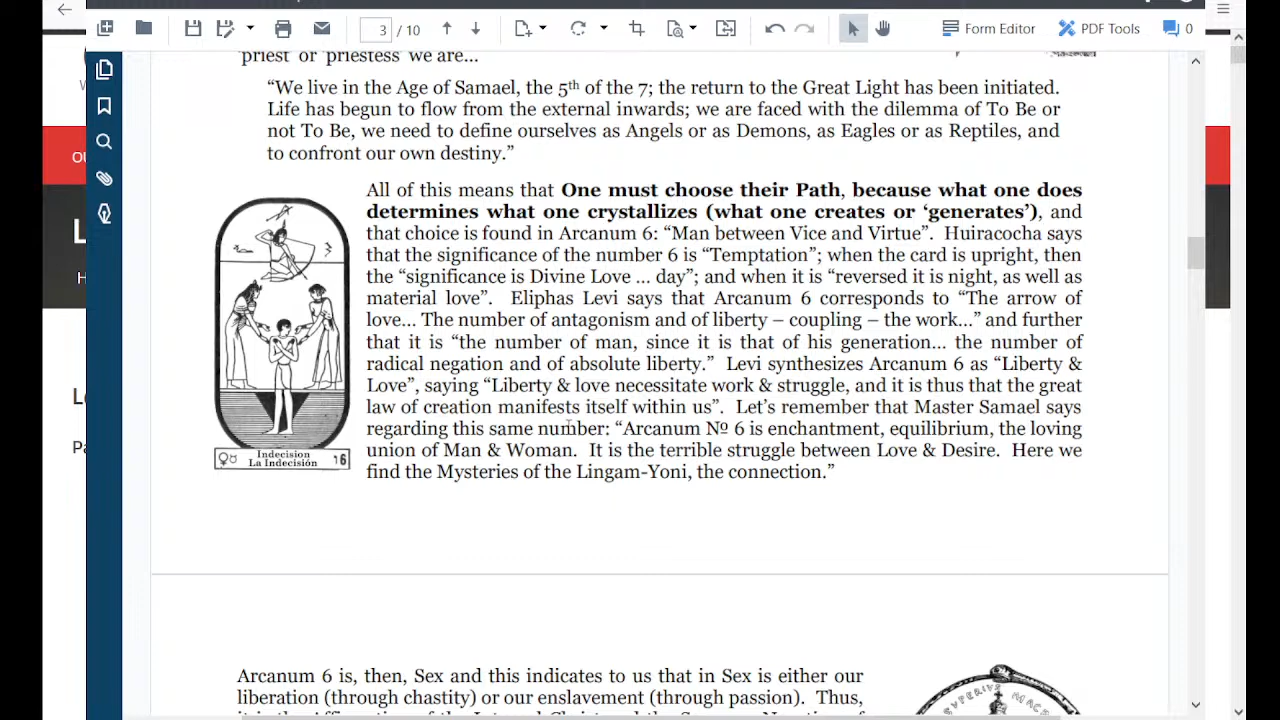 3 / 10
Form Editor
PDF Tools
0
'priest' or 'priestess' we are…
“We live in the Age of Samael, the 5th of the 7; the return to the Great Light has been initiated.
Life has begun to flow from the external inwards; we are faced with the dilemma of To Be or
not To Be, we need to define ourselves as Angels or as Demons, as Eagles or as Reptiles, and
to confront our own destiny.”
All of this means that One must choose their Path, because what one does
determines what one crystallizes (what one creates or ‘generates’), and
that choice is found in Arcanum 6: “Man between Vice and Virtue”. Huiracocha says
that the significance of the number 6 is “Temptation”; when the card is upright, then
the “significance is Divine Love … day”; and when it is “reversed it is night, as well as
material love”. Eliphas Levi says that Arcanum 6 corresponds to “The arrow of
love… The number of antagonism and of liberty – coupling – the work…” and further
that it is “the number of man, since it is that of his generation… the number of
radical negation and of absolute liberty.” Levi synthesizes Arcanum 6 as “Liberty &
Love”, saying “Liberty & love necessitate work & struggle, and it is thus that the great
law of creation manifests itself within us”. Let’s remember that Master Samael says
regarding this same number: “Arcanum Nº 6 is enchantment, equilibrium, the loving
union of Man & Woman. It is the terrible struggle between Love & Desire. Here we
find the Mysteries of the Lingam-Yoni, the connection.”
Indecision
La Indecisión
6
Arcanum 6 is, then, Sex and this indicates to us that in Sex is either our
liberation (through chastity) or our enslavement (through passion). Thus,
SUPERIUS